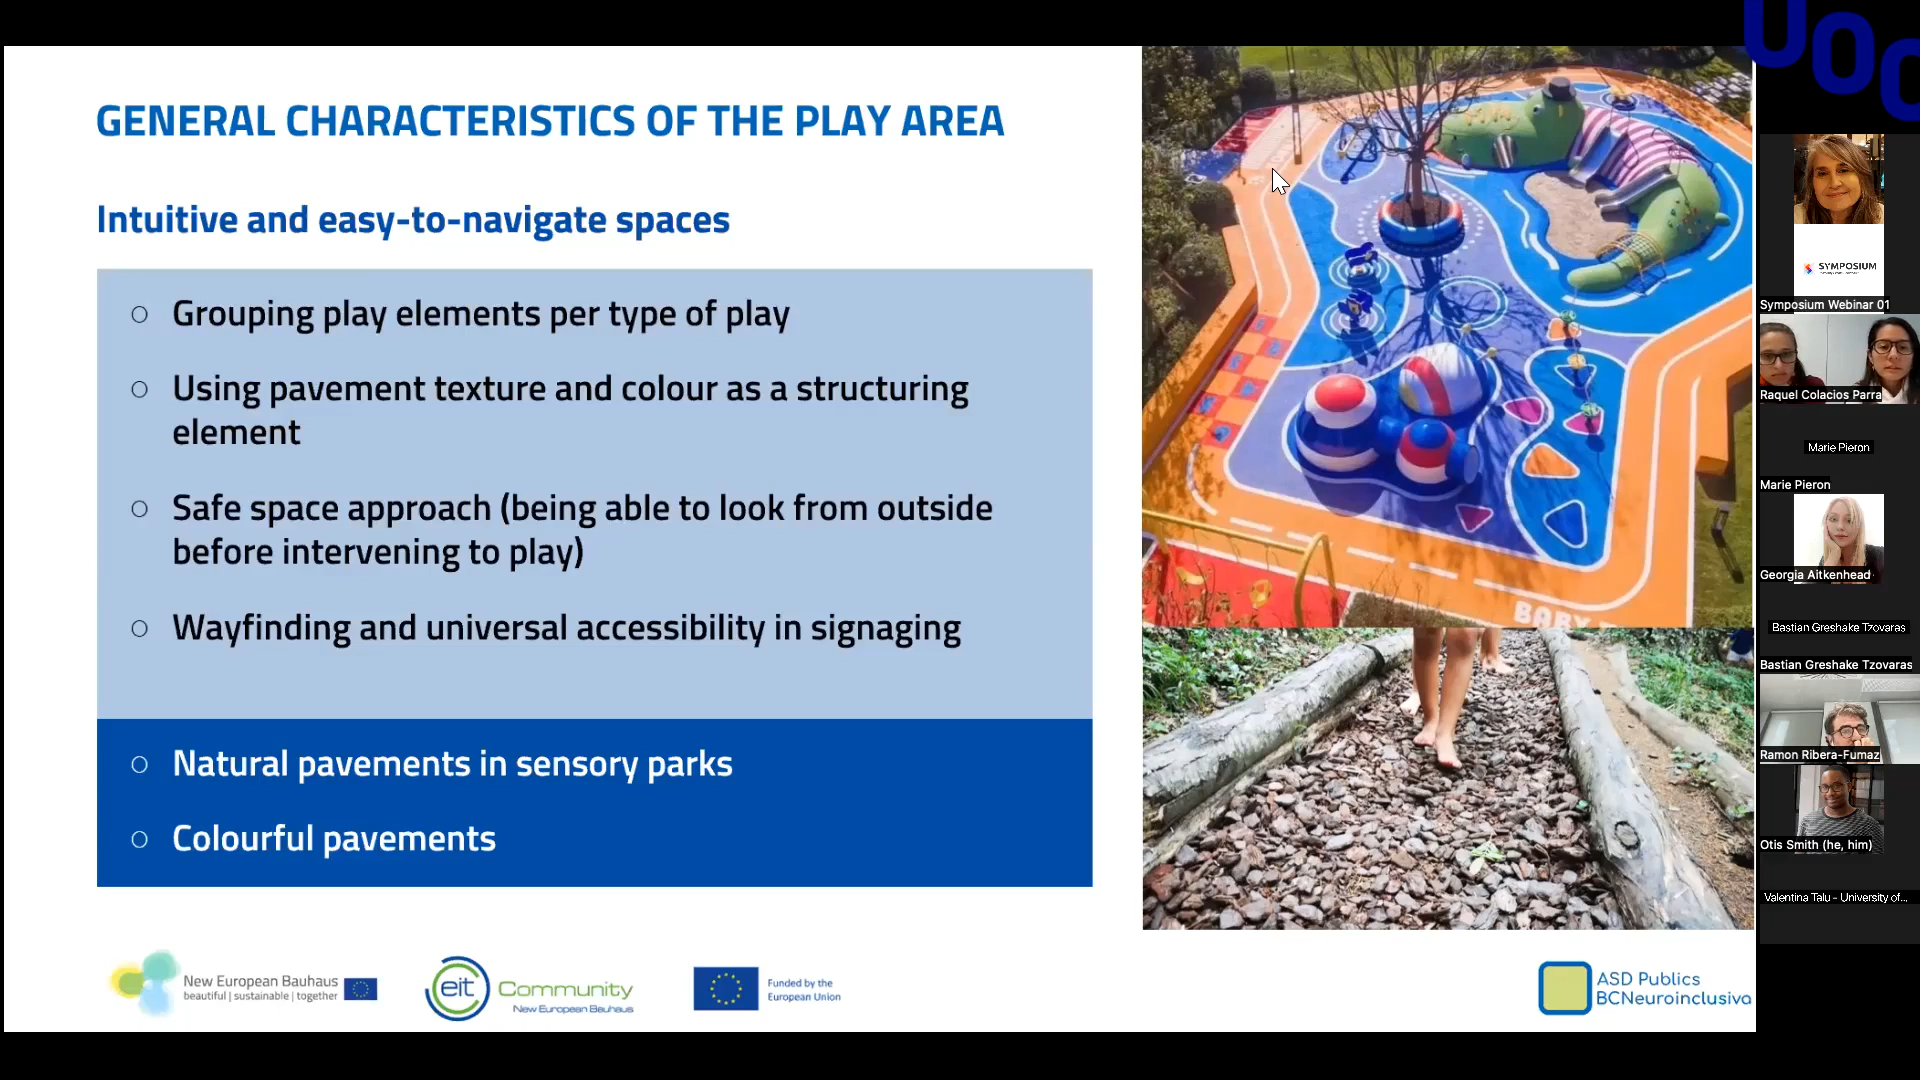 UOC
GENERAL CHARACTERISTICS OF THE PLAY AREA
Intuitive and easy-to-navigate spaces
Grouping play elements per type of play
Using pavement texture and colour as a structuring
element
Safe space approach (being able to look from outside
before intervening to play)
Wayfinding and universal accessibility in signaging
Natural pavements in sensory parks
Colourful pavements
BABY
New European Bauhaus
beautiful | sustainable | together
eit Community
New European Bauhaus
Funded by the
European Union
ASD Publics
BCNeuroinclusiva
SYMPOSIUM
Symposium Webinar 01
Raquel Colacios Parra
Marie Pieron
Marie Pieron
Georgia Aitkenhead
Bastian Greshake Tzovaras
Bastian Greshake Tzovaras
Ramon Ribera-Fumaz
Otis Smith (he, him)
Valentina Talu - University of...